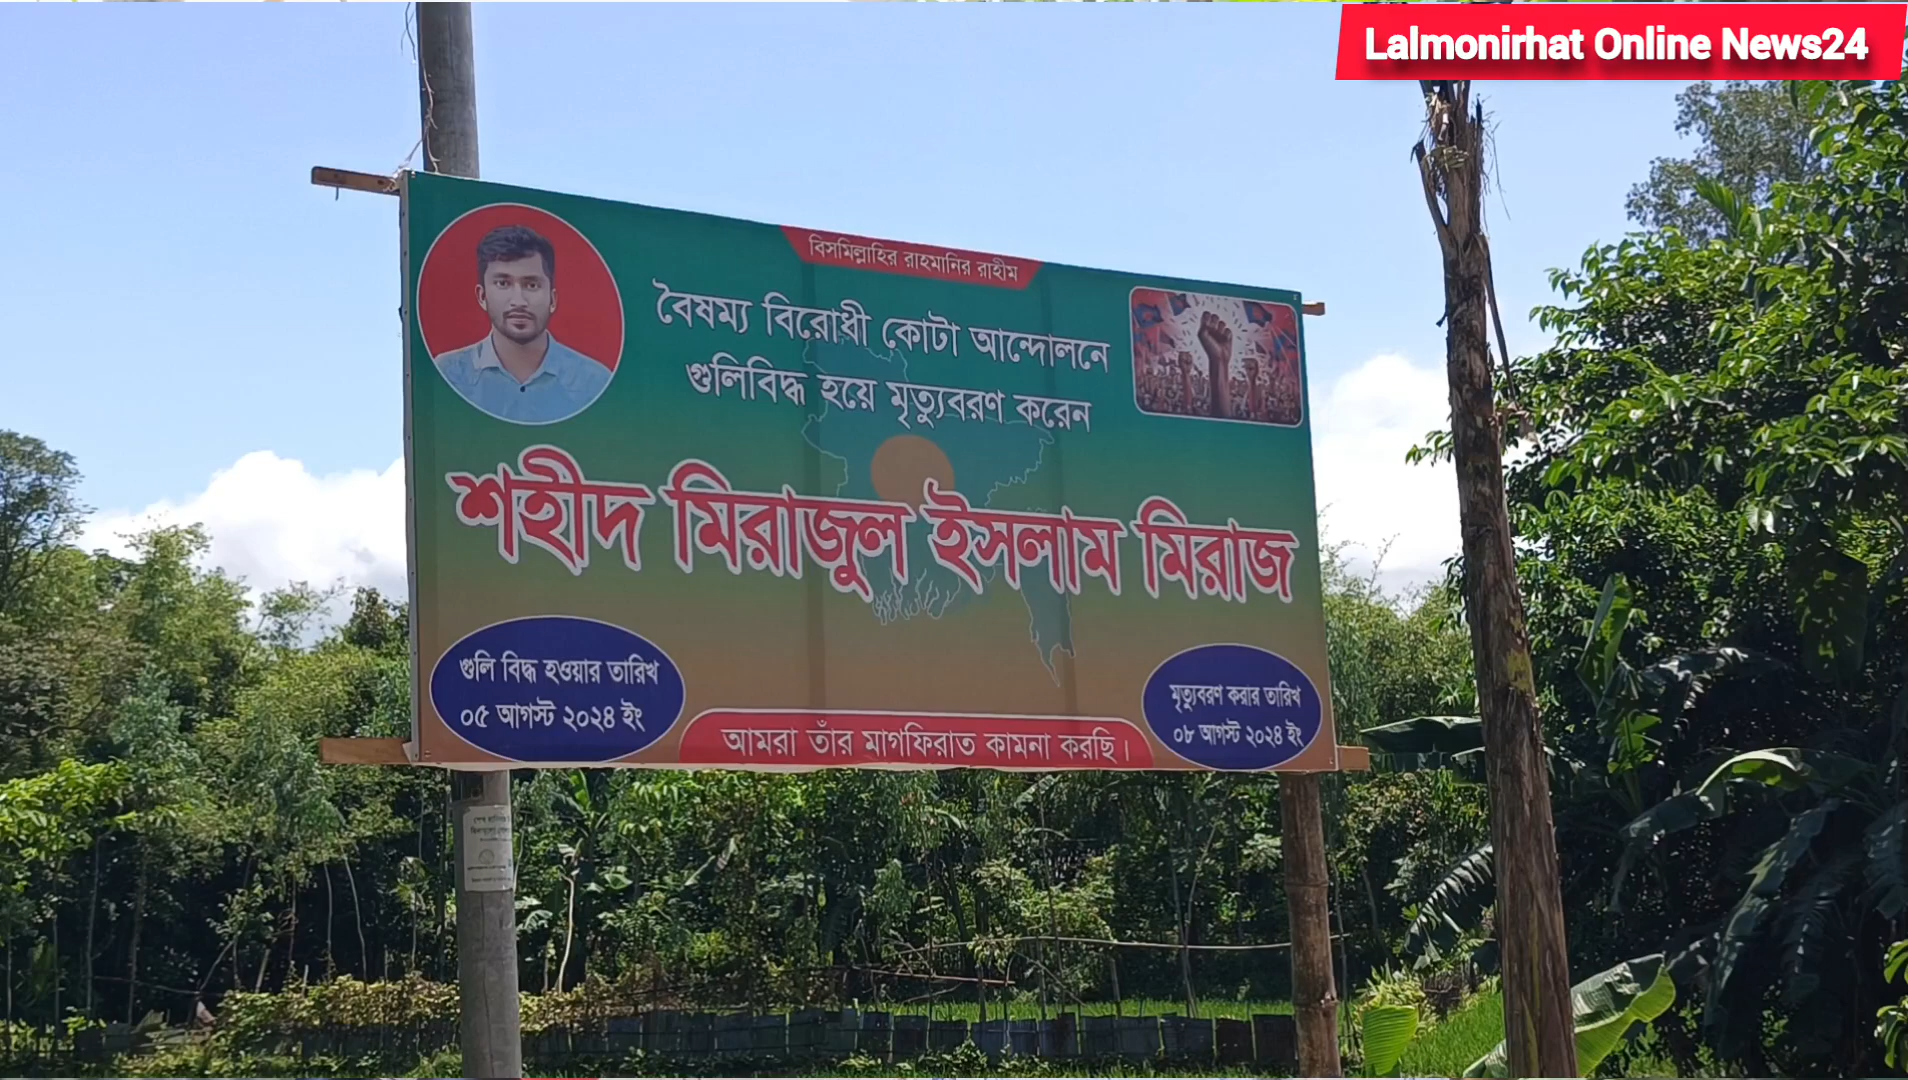 Lalmonirhat Online News24
বিসমিল্লাহির রাহমানির রাহীম
বৈষম্য বিরোধী কোটা আন্দোলনে
গুলিবিদ্ধ হয়ে মৃত্যুবরণ করেন
শহীদ মিরাজুল ইসলাম মিরাজ
গুলি বিদ্ধ হওয়ার তারিখ
০৫ আগস্ট ২০২৪ ইং
মৃত্যুবরণ করার তারিখ
০৮ আগস্ট ২০২৪ ইং
আমরা তাঁর মাগফিরাত কামনা করছি।